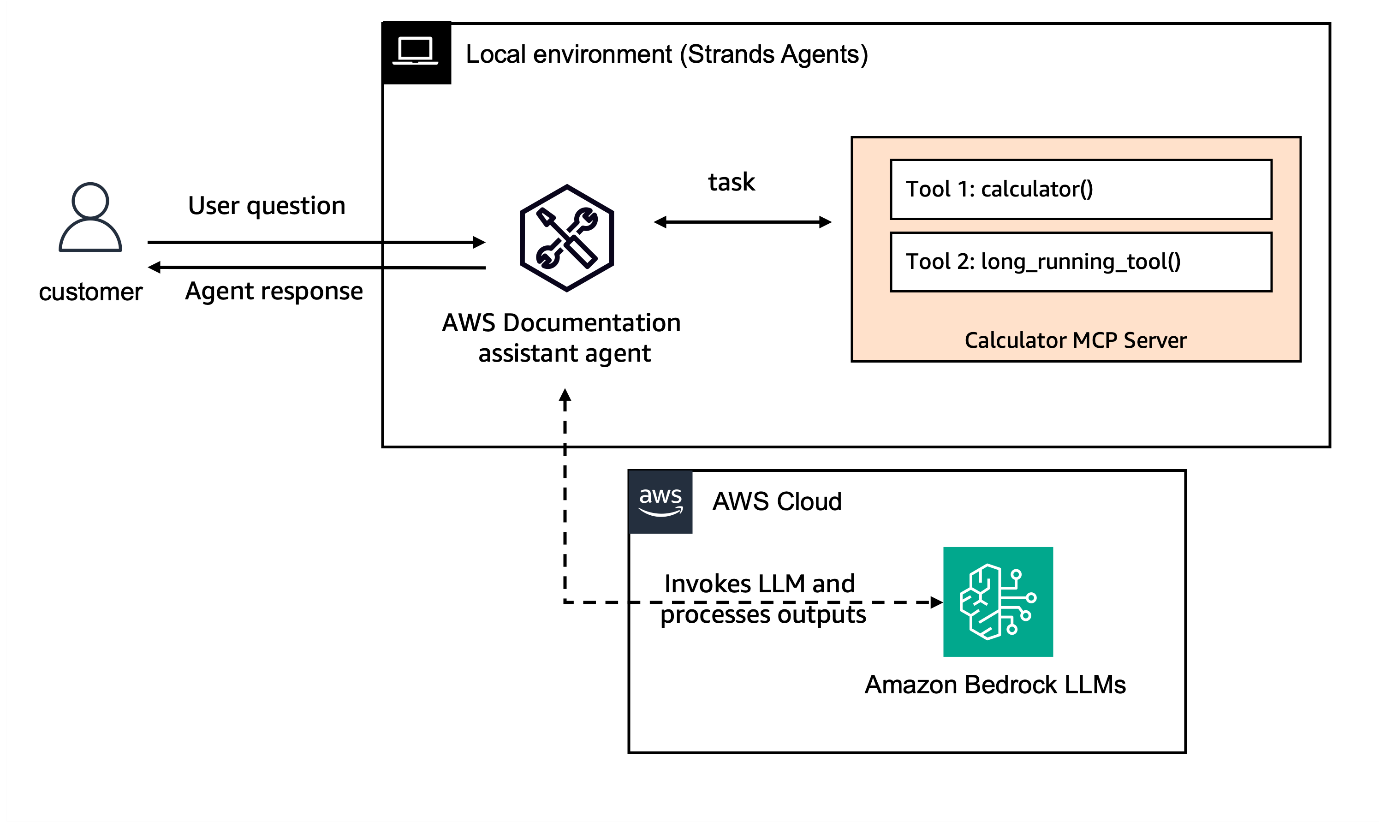 Local environment (Strands Agents)
User question
Agent response
customer
AWS Documentation
assistant agent
task
Tool 1: calculator()
Tool 2: long_running_tool()
Calculator MCP Server
aws
AWS Cloud
Invokes LLM and
processes outputs
Amazon Bedrock LLMs